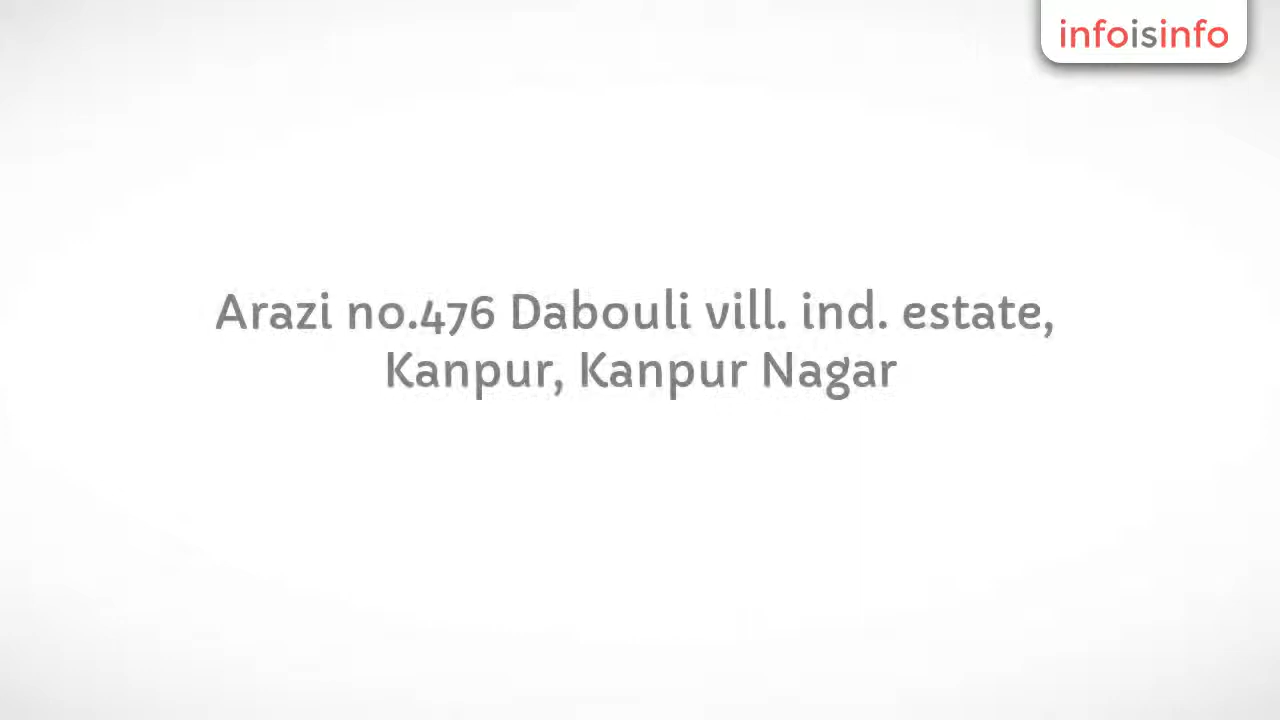 infoisinfo
Arazi no.476 Dabouli vill. ind. estate,
Kanpur, Kanpur Nagar